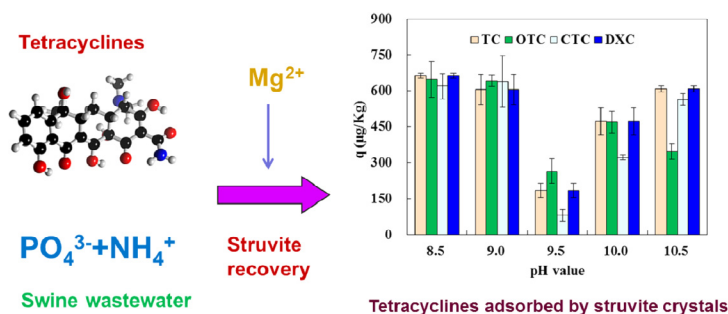 Tetracyclines
Mg2+
PO43-+NH4+
Struvite
recovery
Swine wastewater
TC OTC CTC DXC
q (µg/Kg)
900
750
600
450
300
150
0
8.5 9.0 9.5 10.0 10.5
pH value
Tetracyclines adsorbed by struvite crystals